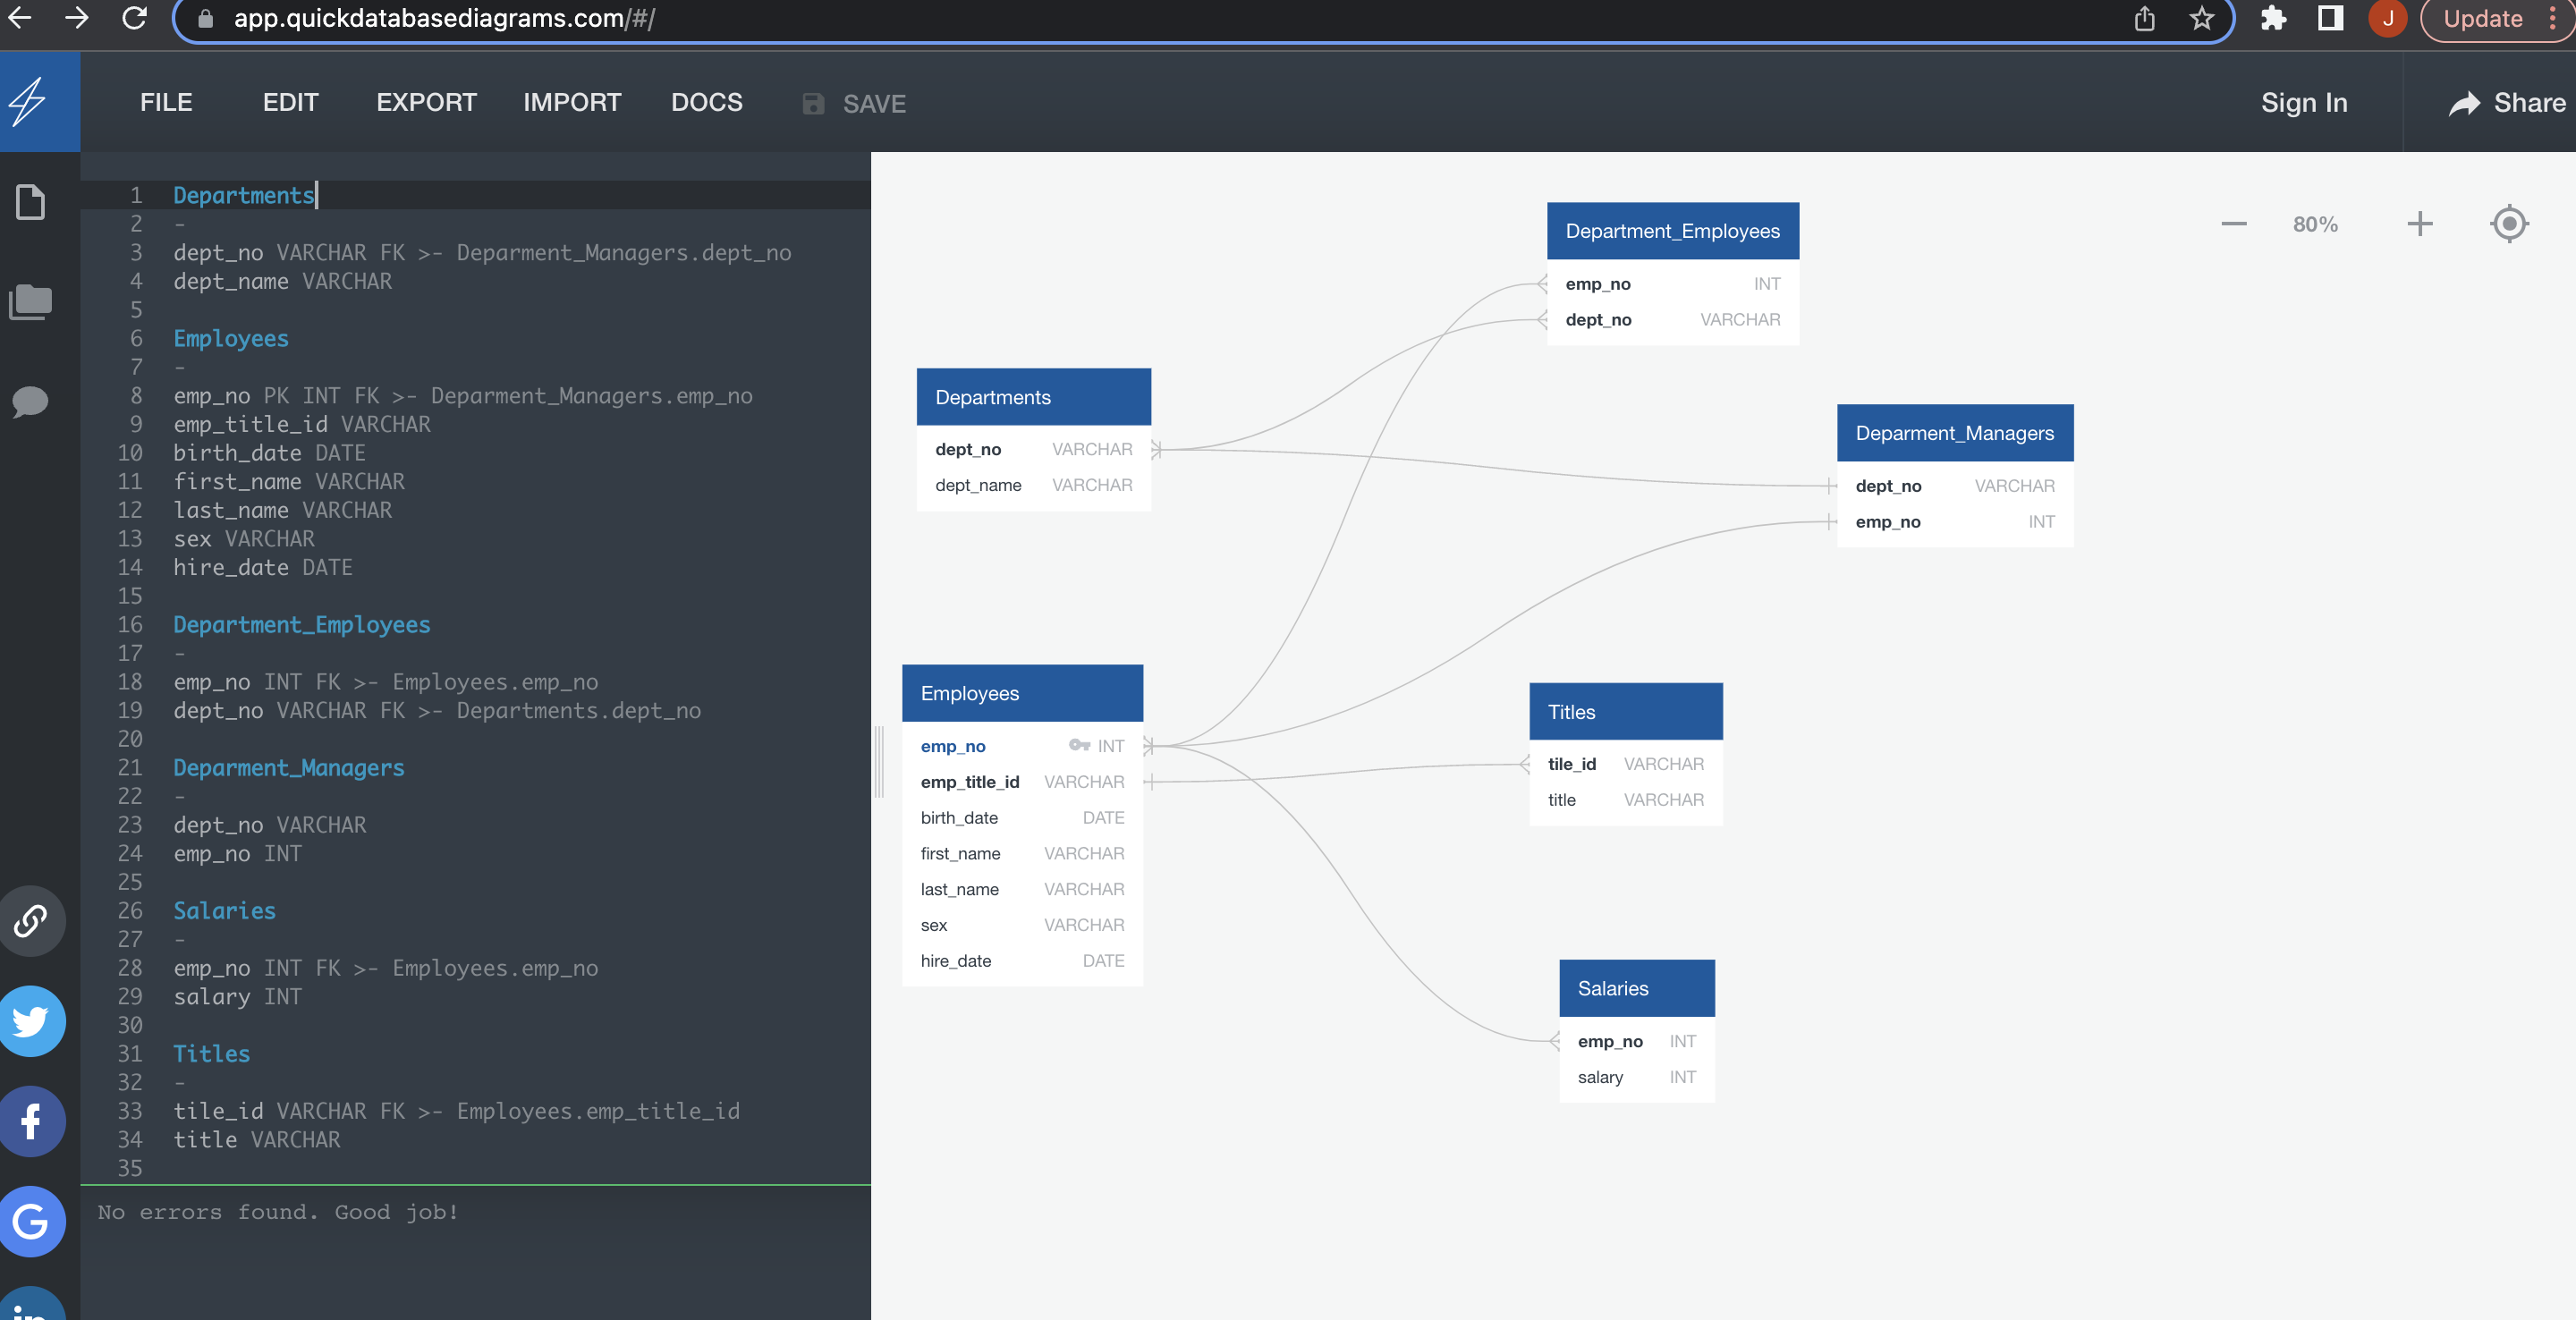 app.quickdatabasediagrams.com/#/
J
Update
FILE EDIT EXPORT IMPORT DOCS SAVE
Sign In
Share
1 Departments
2 -
3 dept_no VARCHAR FK >- Deparment_Managers.dept_no
4 dept_name VARCHAR
5
6 Employees
7 -
8 emp_no PK INT FK >- Deparment_Managers.emp_no
9 emp_title_id VARCHAR
10 birth_date DATE
11 first_name VARCHAR
12 last_name VARCHAR
13 sex VARCHAR
14 hire_date DATE
15
16 Department_Employees
17 -
18 emp_no INT FK >- Employees.emp_no
19 dept_no VARCHAR FK >- Departments.dept_no
20
21 Deparment_Managers
22 -
23 dept_no VARCHAR
24 emp_no INT
25
26 Salaries
27 -
28 emp_no INT FK >- Employees.emp_no
29 salary INT
30
31 Titles
32 -
33 tile_id VARCHAR FK >- Employees.emp_title_id
34 title VARCHAR
35
No errors found. Good job!
80%
Department_Employees
emp_no INT
dept_no VARCHAR
Departments
dept_no VARCHAR
dept_name VARCHAR
Deparment_Managers
dept_no VARCHAR
emp_no INT
Employees
emp_no INT
emp_title_id VARCHAR
birth_date DATE
first_name VARCHAR
last_name VARCHAR
sex VARCHAR
hire_date DATE
Titles
tile_id VARCHAR
title VARCHAR
Salaries
emp_no INT
salary INT
f
G
in